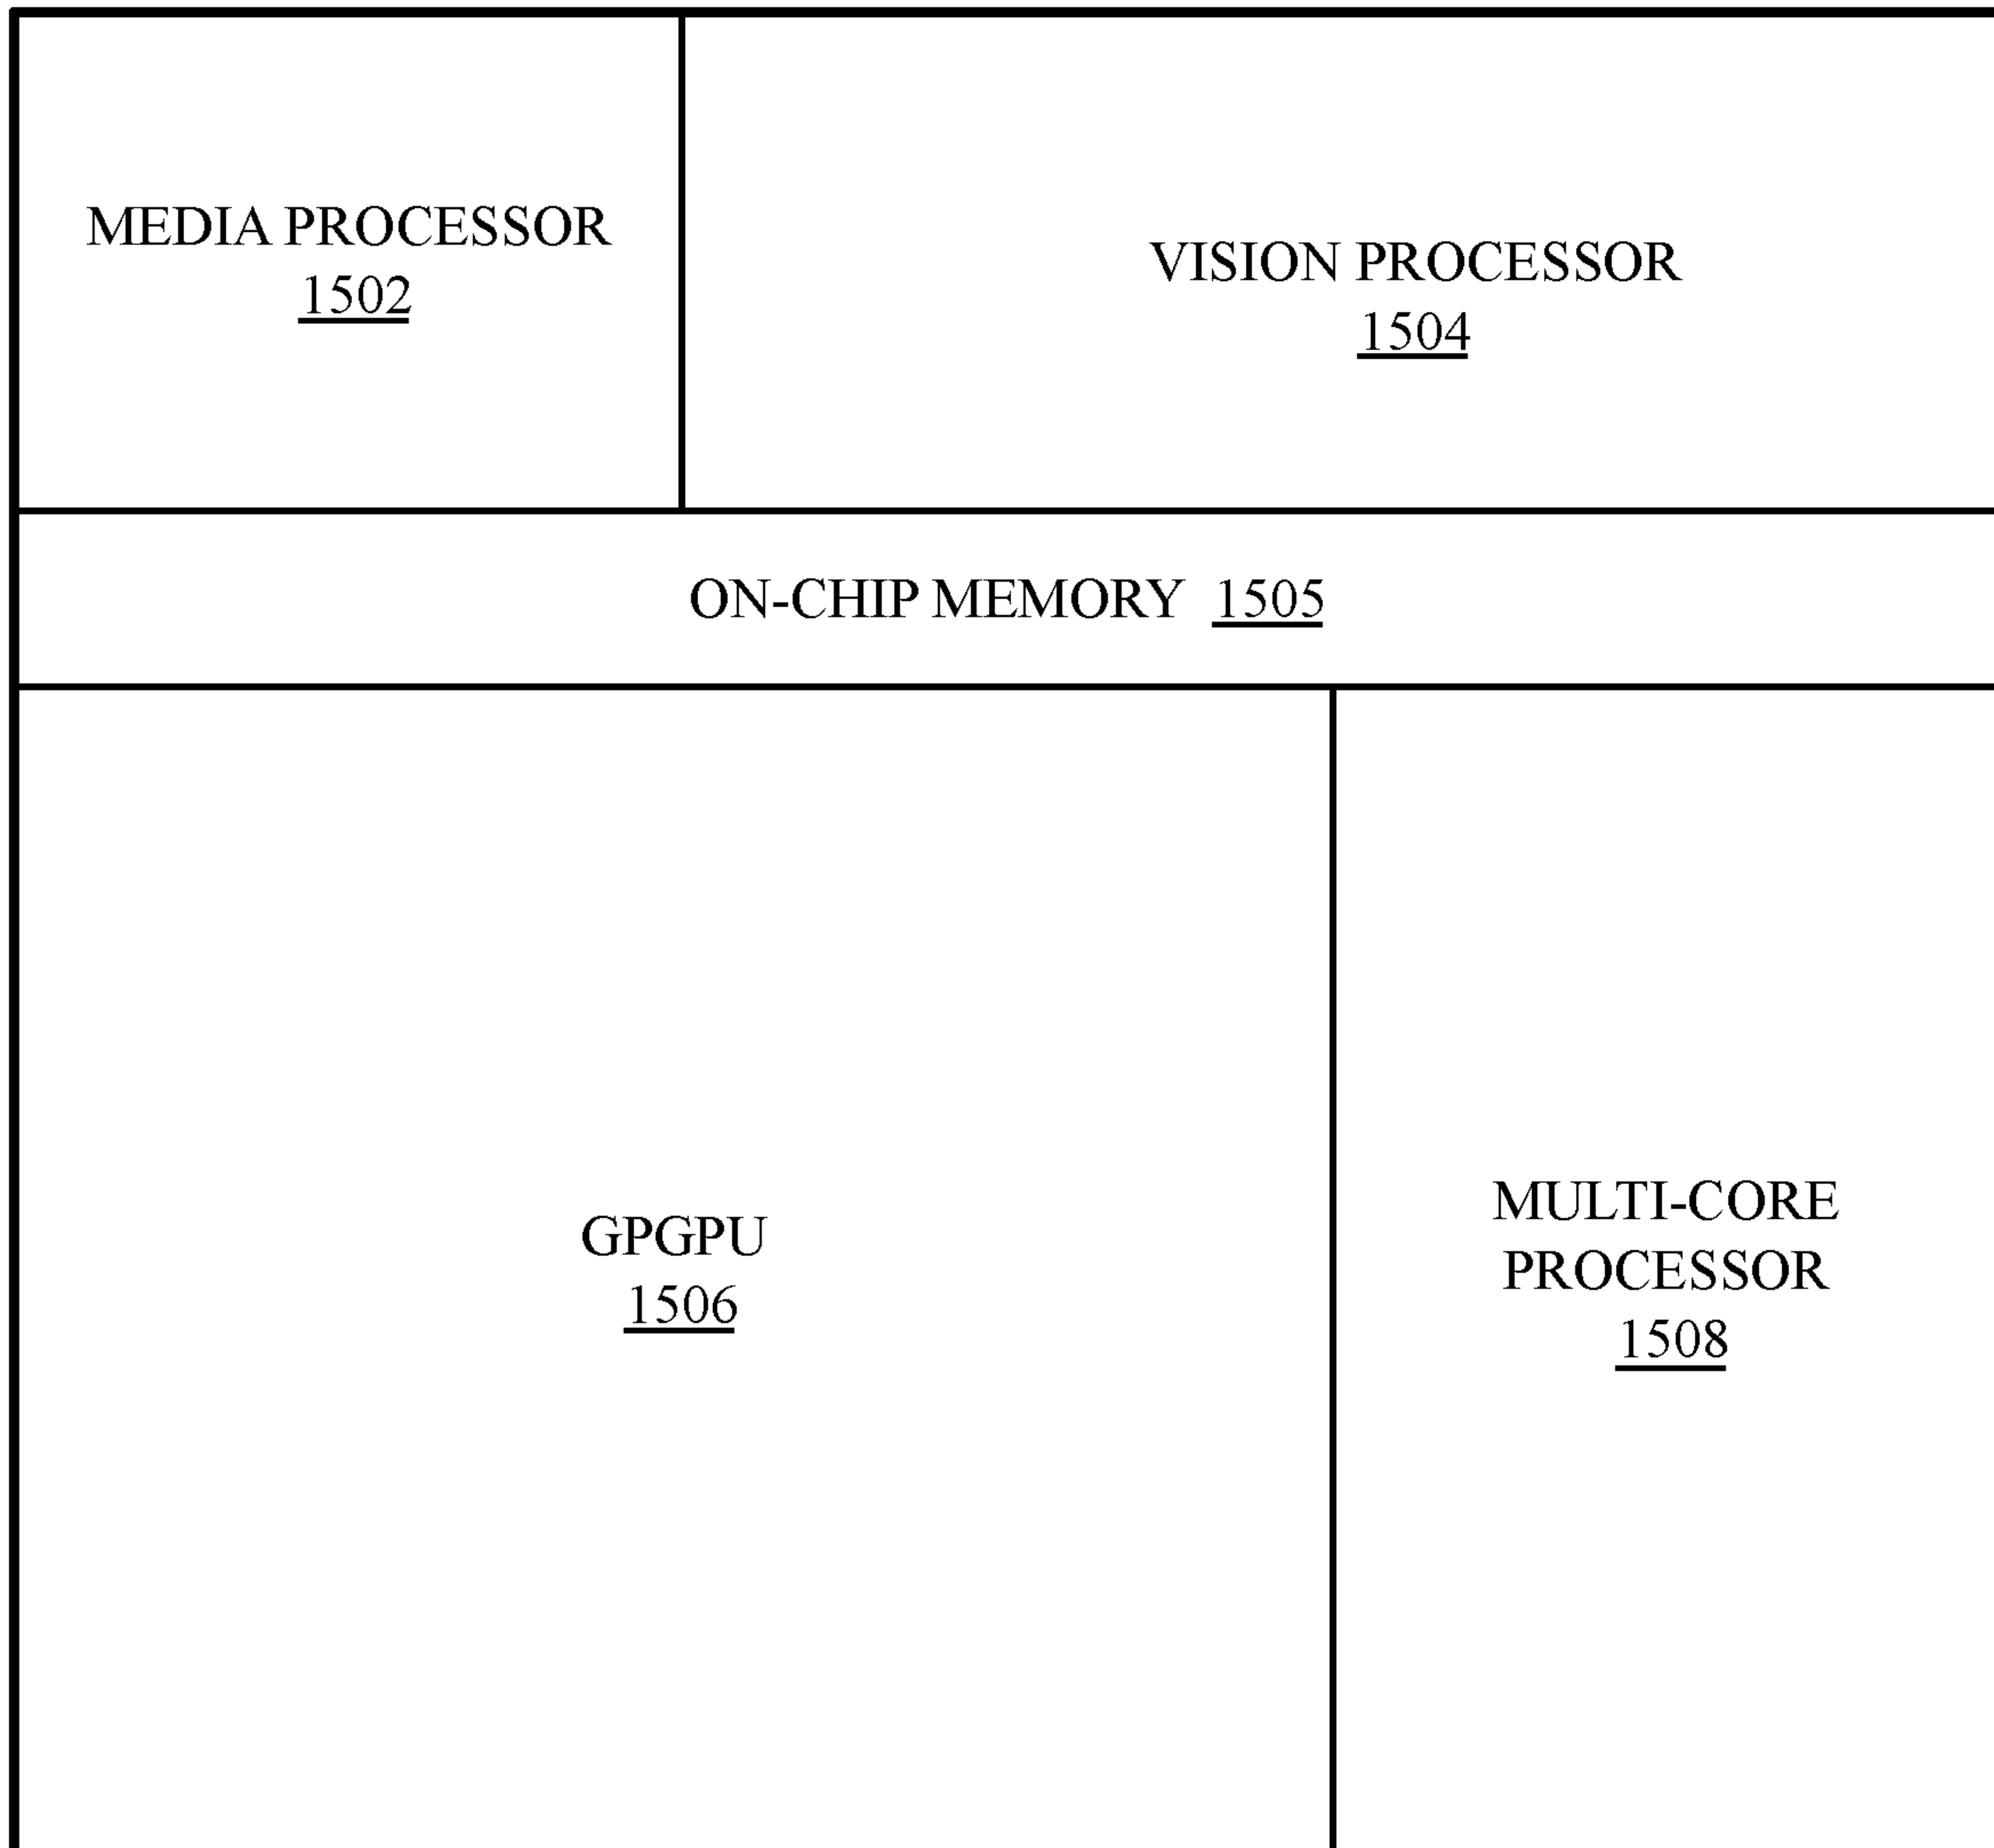 MEDIA PROCESSOR
1502
VISION PROCESSOR
1504
ON-CHIP MEMORY 1505
GPGPU
1506
MULTI-CORE
PROCESSOR
1508